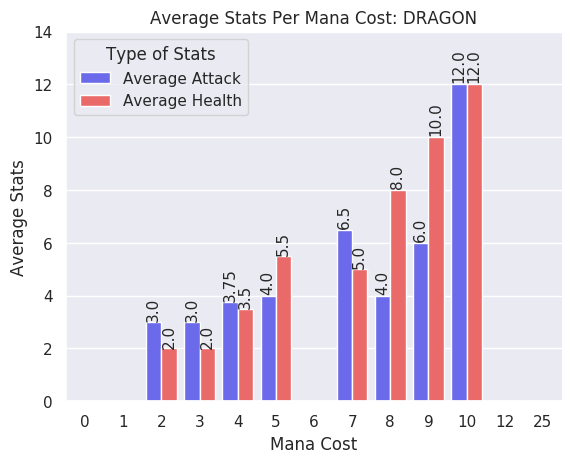 Average Stats Per Mana Cost: DRAGON
Type of Stats
Average Attack
Average Health
Average Stats
14
12
10
8
6
4
2
0
3.0 2.0 3.0 2.0 3.75 3.5 4.0 5.5 6.5 5.0 4.0 8.0 6.0 10.0 12.0 12.0
0 1 2 3 4 5 6 7 8 9 10 12 25
Mana Cost